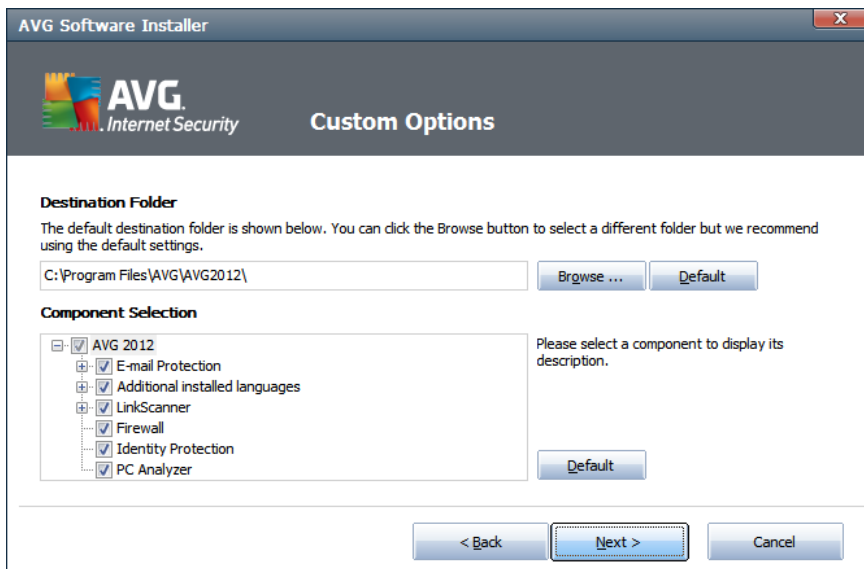 AVG Software Installer
X
AVG.
Internet Security
Custom Options
Destination Folder
The default destination folder is shown below. You can click the Browse button to select a different folder but we recommend
using the default settings.
C:\Program Files\AVG\AVG2012\
Browse ...
Default
Component Selection
AVG 2012
E-mail Protection
Additional installed languages
LinkScanner
Firewall
Identity Protection
PC Analyzer
Please select a component to display its
description.
Default
< Back
Next >
Cancel